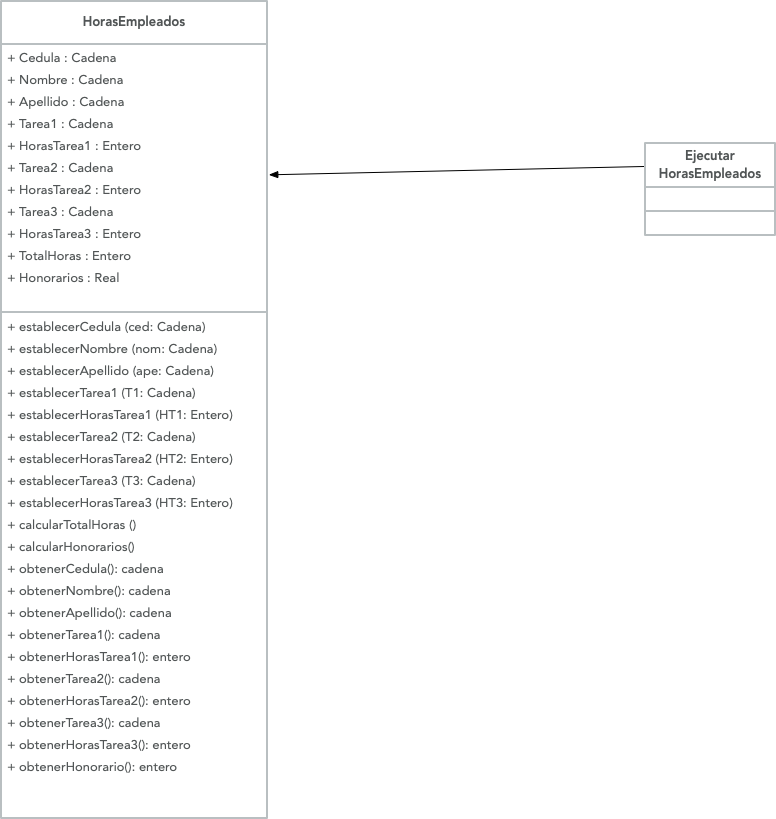 HorasEmpleados
+ Cedula : Cadena
+ Nombre : Cadena
+ Apellido : Cadena
+ Tarea1 : Cadena
+ HorasTarea1 : Entero
+ Tarea2 : Cadena
+ HorasTarea2 : Entero
+ Tarea3 : Cadena
+ HorasTarea3 : Entero
+ TotalHoras : Entero
+ Honorarios : Real
+ establecerCedula (ced: Cadena)
+ establecerNombre (nom: Cadena)
+ establecerApellido (ape: Cadena)
+ establecerTarea1 (T1: Cadena)
+ establecerHorasTarea1 (HT1: Entero)
+ establecerTarea2 (T2: Cadena)
+ establecerHorasTarea2 (HT2: Entero)
+ establecerTarea3 (T3: Cadena)
+ establecerHorasTarea3 (HT3: Entero)
+ calcularTotalHoras ()
+ calcularHonorarios()
+ obtenerCedula(): cadena
+ obtenerNombre(): cadena
+ obtenerApellido(): cadena
+ obtenerTarea1(): cadena
+ obtenerHorasTarea1(): entero
+ obtenerTarea2(): cadena
+ obtenerHorasTarea2(): entero
+ obtenerTarea3(): cadena
+ obtenerHorasTarea3(): entero
+ obtenerHonorario(): entero
Ejecutar
HorasEmpleados